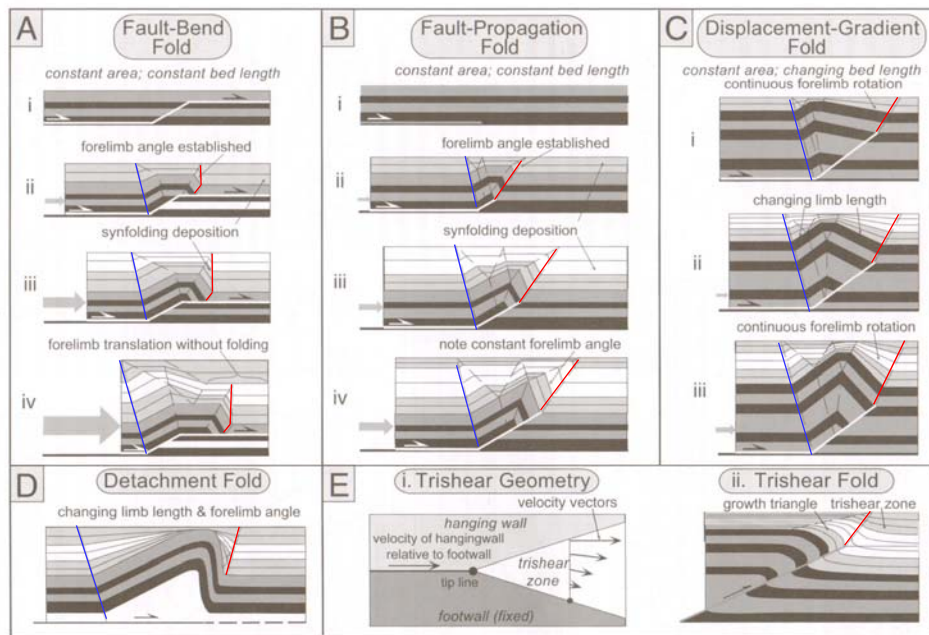 A
Fault-Bend
Fold
constant area; constant bed length
i
forelimb angle established
ii
synfolding deposition
iii
forelimb translation without folding
iv
B
Fault-Propagation
Fold
constant area; constant bed length
i
forelimb angle established
ii
synfolding deposition
iii
note constant forelimb angle
iv
C
Displacement-Gradient
Fold
constant area; changing bed length
continuous forelimb rotation
i
changing limb length
ii
continuous forelimb rotation
iii
D
Detachment Fold
changing limb length & forelimb angle
E
i. Trishear Geometry
velocity vectors
hanging wall
velocity of hangingwall
relative to footwall
trishear
zone
tip line
footwall (fixed)
ii. Trishear Fold
growth triangle
trishear zone